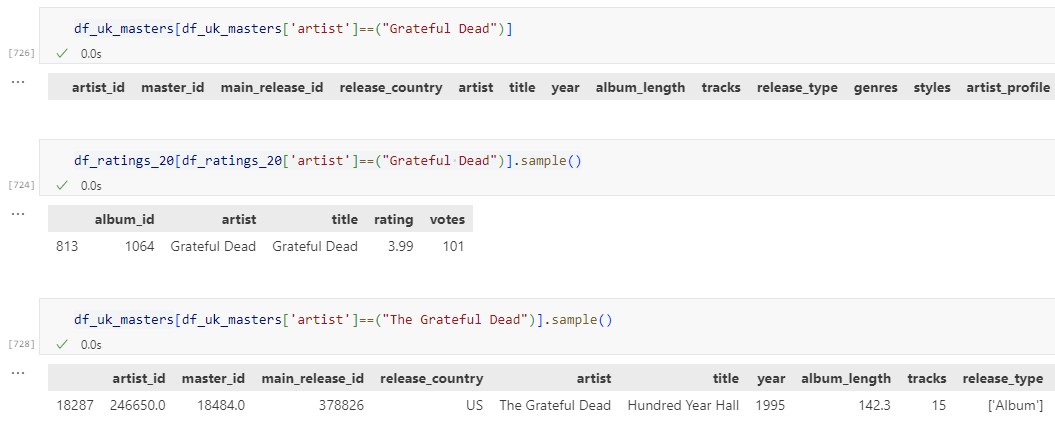 df_uk_masters[df_uk_masters['artist']==("Grateful Dead")]
[726] ✓ 0.0s
...
artist_id master_id main_release_id release_country artist title year album_length tracks release_type genres styles artist_profile
df_ratings_20[df_ratings_20['artist']==("Grateful·Dead")].sample()
[724] ✓ 0.0s
...
album_id artist title rating votes
813 1064 Grateful Dead Grateful Dead 3.99 101
df_uk_masters[df_uk_masters['artist']==("The Grateful Dead")].sample()
[728] ✓ 0.0s
...
artist_id master_id main_release_id release_country artist title year album_length tracks release_type
18287 246650.0 18484.0 378826 US The Grateful Dead Hundred Year Hall 1995 142.3 15 ['Album']